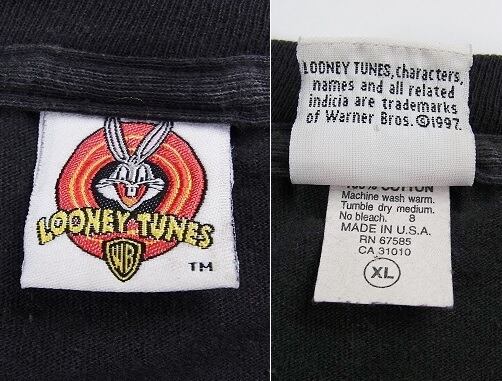 LOONEY TUNES
WB
TM
LOONEY TUNES, characters,
names and all related
indicia are trademarks
of Warner Bros. ©1997.
100% COTTON
Machine wash warm.
Tumble dry medium.
No bleach. 8
MADE IN U.S.A.
RN 67585
CA 31010
XL